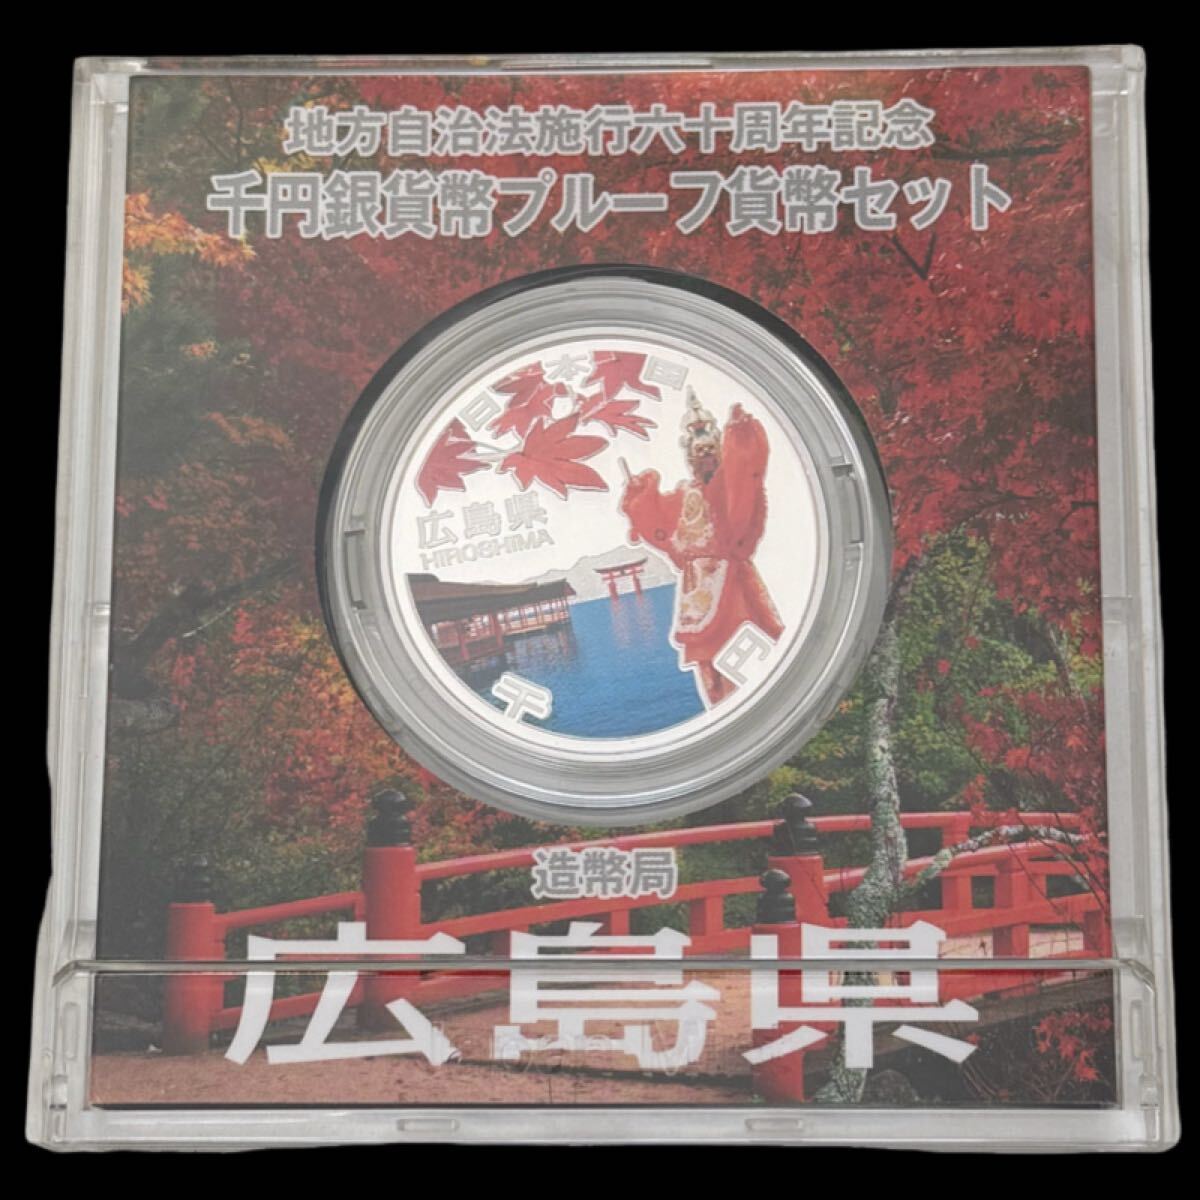 地方自治法施行六十周年記念
千円銀貨幣プルーフ貨幣セット
日本国
広島県
HIROSHIMA
千円
造幣局
広島県